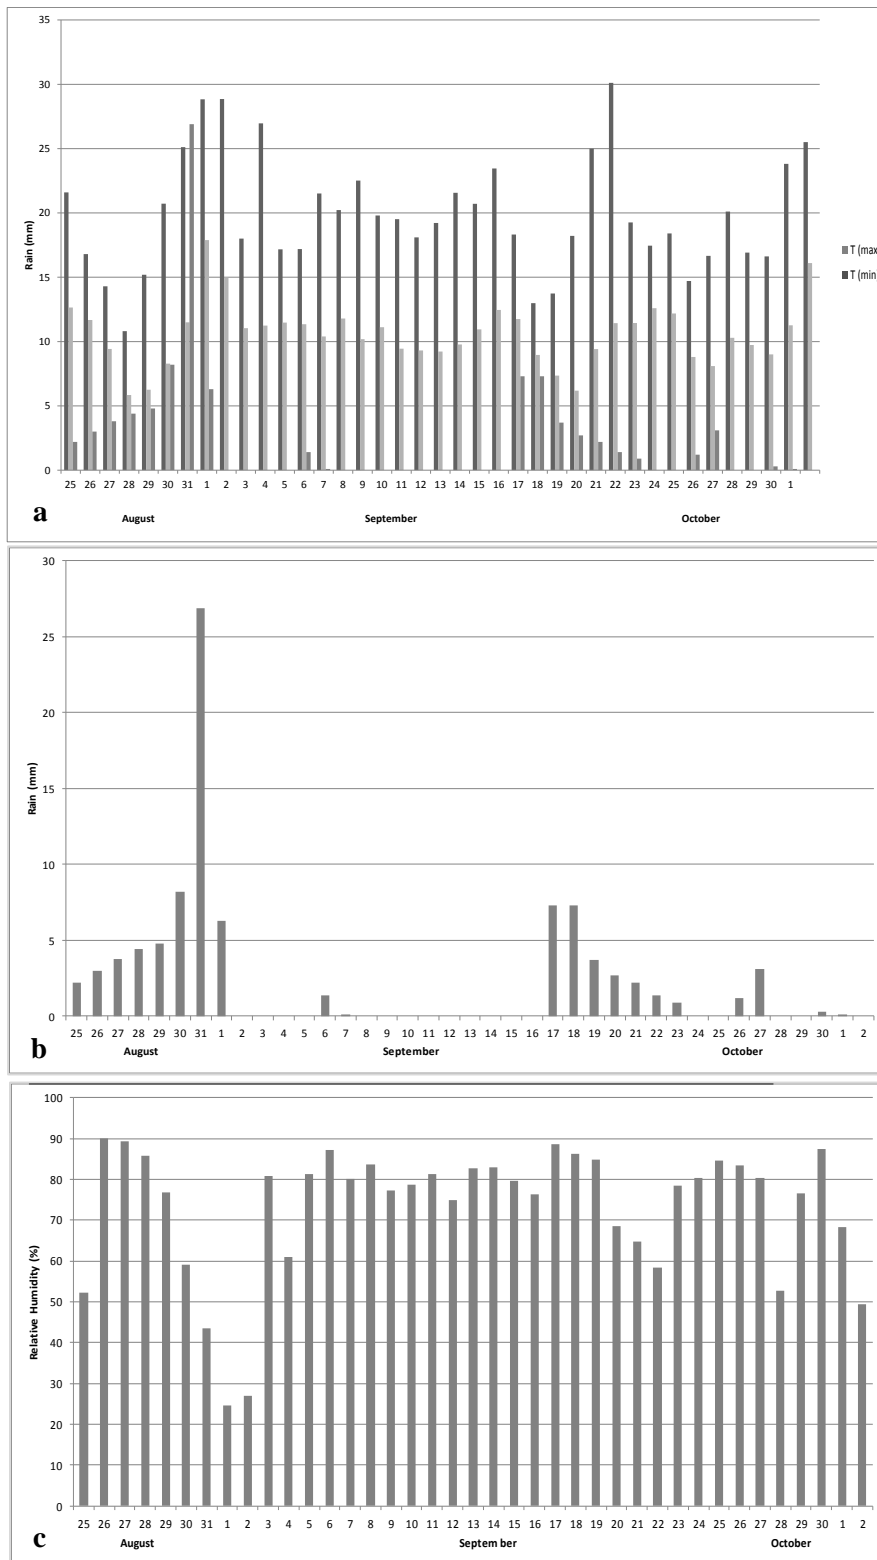 35
30
25
20
15
10
5
0
Rain (mm)
T (max
T (min
25 26 27 28 29 30 31 1 2 3 4 5 6 7 8 9 10 11 12 13 14 15 16 17 18 19 20 21 22 23 24 25 26 27 28 29 30 1
August September October
a
30
25
20
15
10
5
0
Rain (mm)
25 26 27 28 29 30 31 1 2 3 4 5 6 7 8 9 10 11 12 13 14 15 16 17 18 19 20 21 22 23 24 25 26 27 28 29 30 1 2
August September October
b
100
90
80
70
60
50
40
30
20
10
0
Relative Humidity (%)
25 26 27 28 29 30 31 1 2 3 4 5 6 7 8 9 10 11 12 13 14 15 16 17 18 19 20 21 22 23 24 25 26 27 28 29 30 1 2
August September October
c